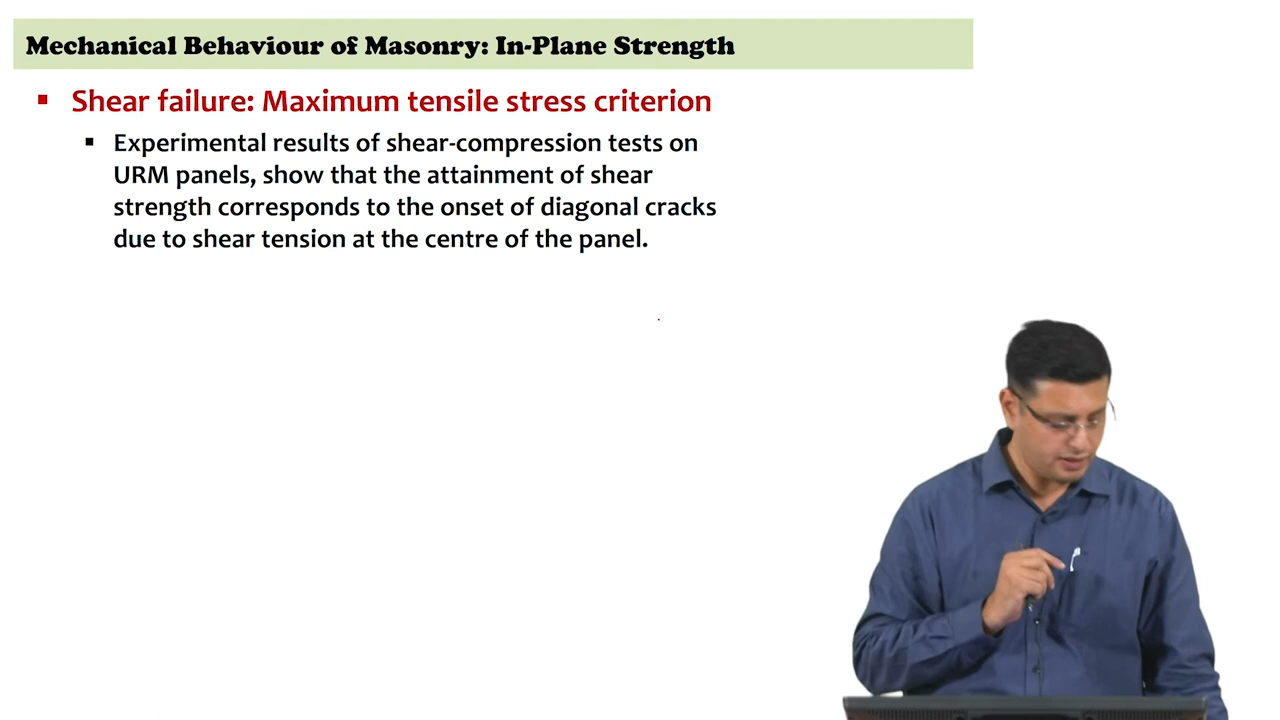 Mechanical Behaviour of Masonry: In-Plane Strength
Shear failure: Maximum tensile stress criterion
Experimental results of shear-compression tests on
URM panels, show that the attainment of shear
strength corresponds to the onset of diagonal cracks
due to shear tension at the centre of the panel.